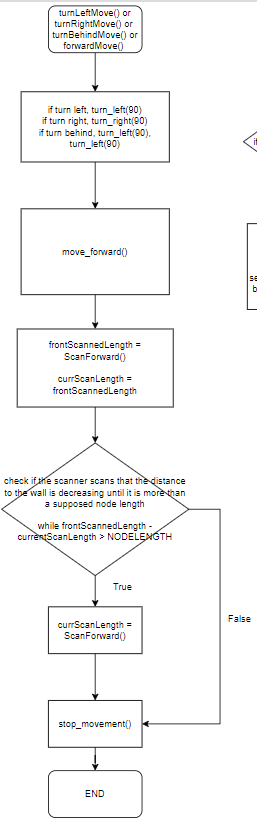 turnLeftMove() or
turnRightMove() or
turnBehindMove() or
forwardMove()
if turn left, turn_left(90)
if turn right, turn_right(90)
if turn behind, turn_left(90),
turn_left(90)
move_forward()
frontScannedLength =
ScanForward()
currScanLength =
frontScannedLength
check if the scanner scans that the distance
to the wall is decreasing until it is more than
a supposed node length
while frontScannedLength -
currentScanLength > NODELENGTH
True
False
currScanLength =
ScanForward()
stop_movement()
END
if
se
b